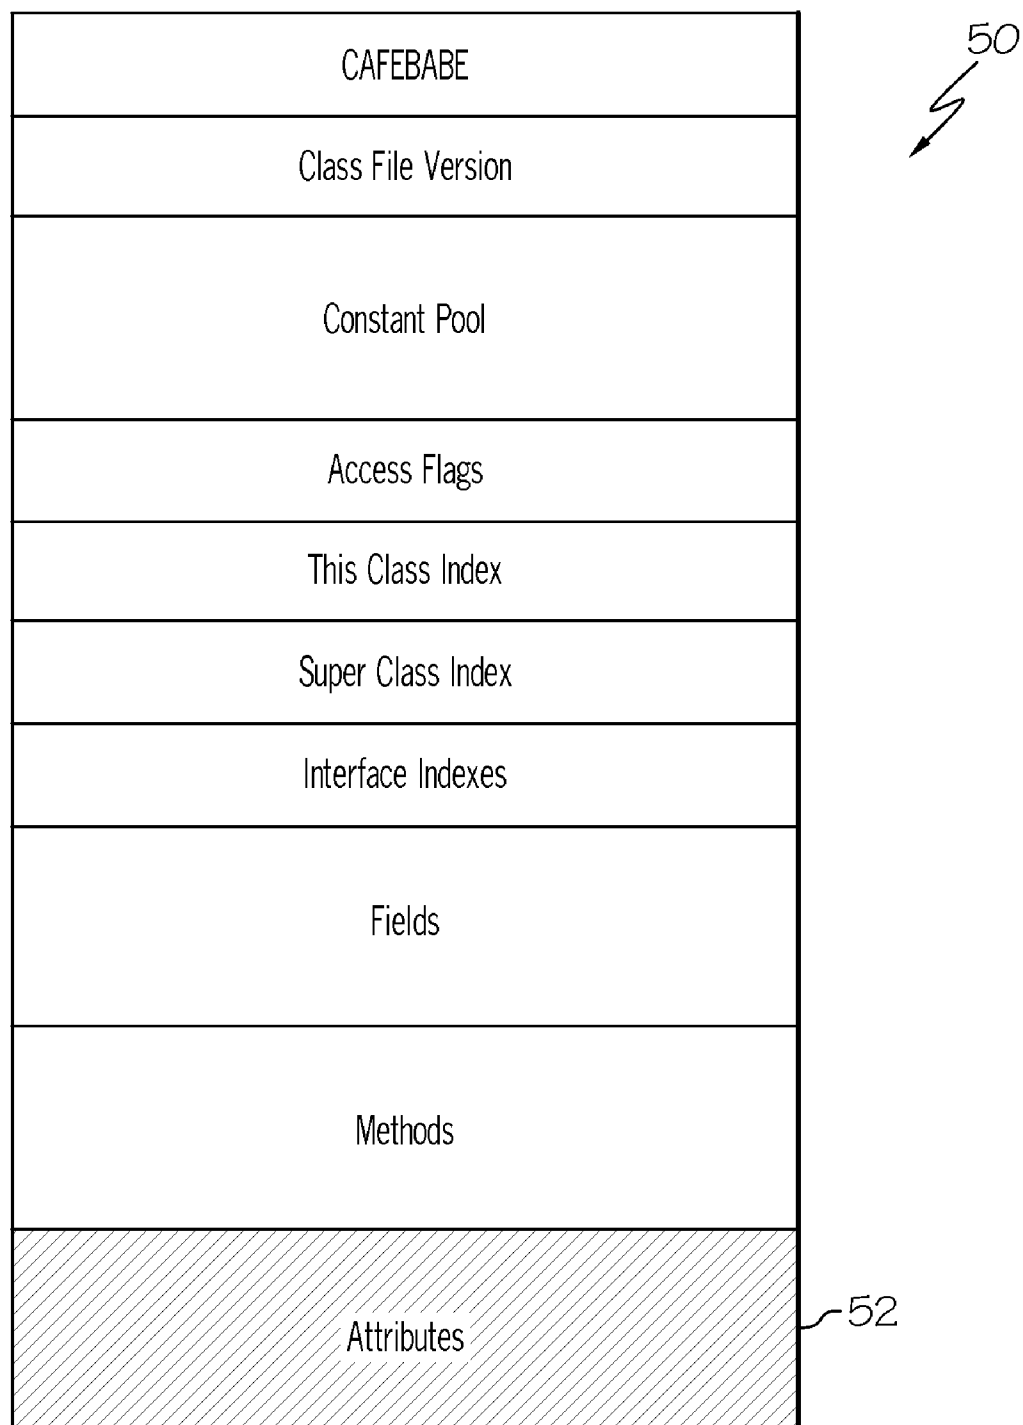 CAFEBABE
50
Class File Version
Constant Pool
Access Flags
This Class Index
Super Class Index
Interface Indexes
Fields
Methods
Attributes
52